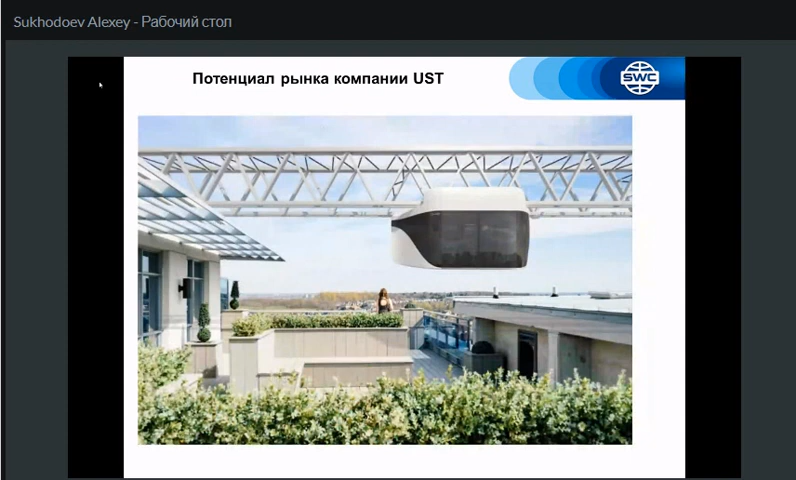 Sukhodoev Alexey - Рабочий стол
Потенциал рынка компании UST
SWC